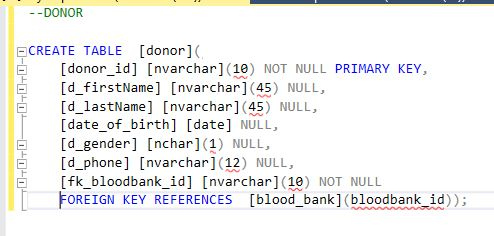 --DONOR
CREATE TABLE [donor](
[donor_id] [nvarchar](10) NOT NULL PRIMARY KEY,
[d_firstName] [nvarchar](45) NULL,
[d_lastName] [nvarchar](45) NULL,
[date_of_birth] [date] NULL,
[d_gender] [nchar](1) NULL,
[d_phone] [nvarchar](12) NULL,
[fk_bloodbank_id] [nvarchar](10) NOT NULL
FOREIGN KEY REFERENCES [blood_bank](bloodbank_id));